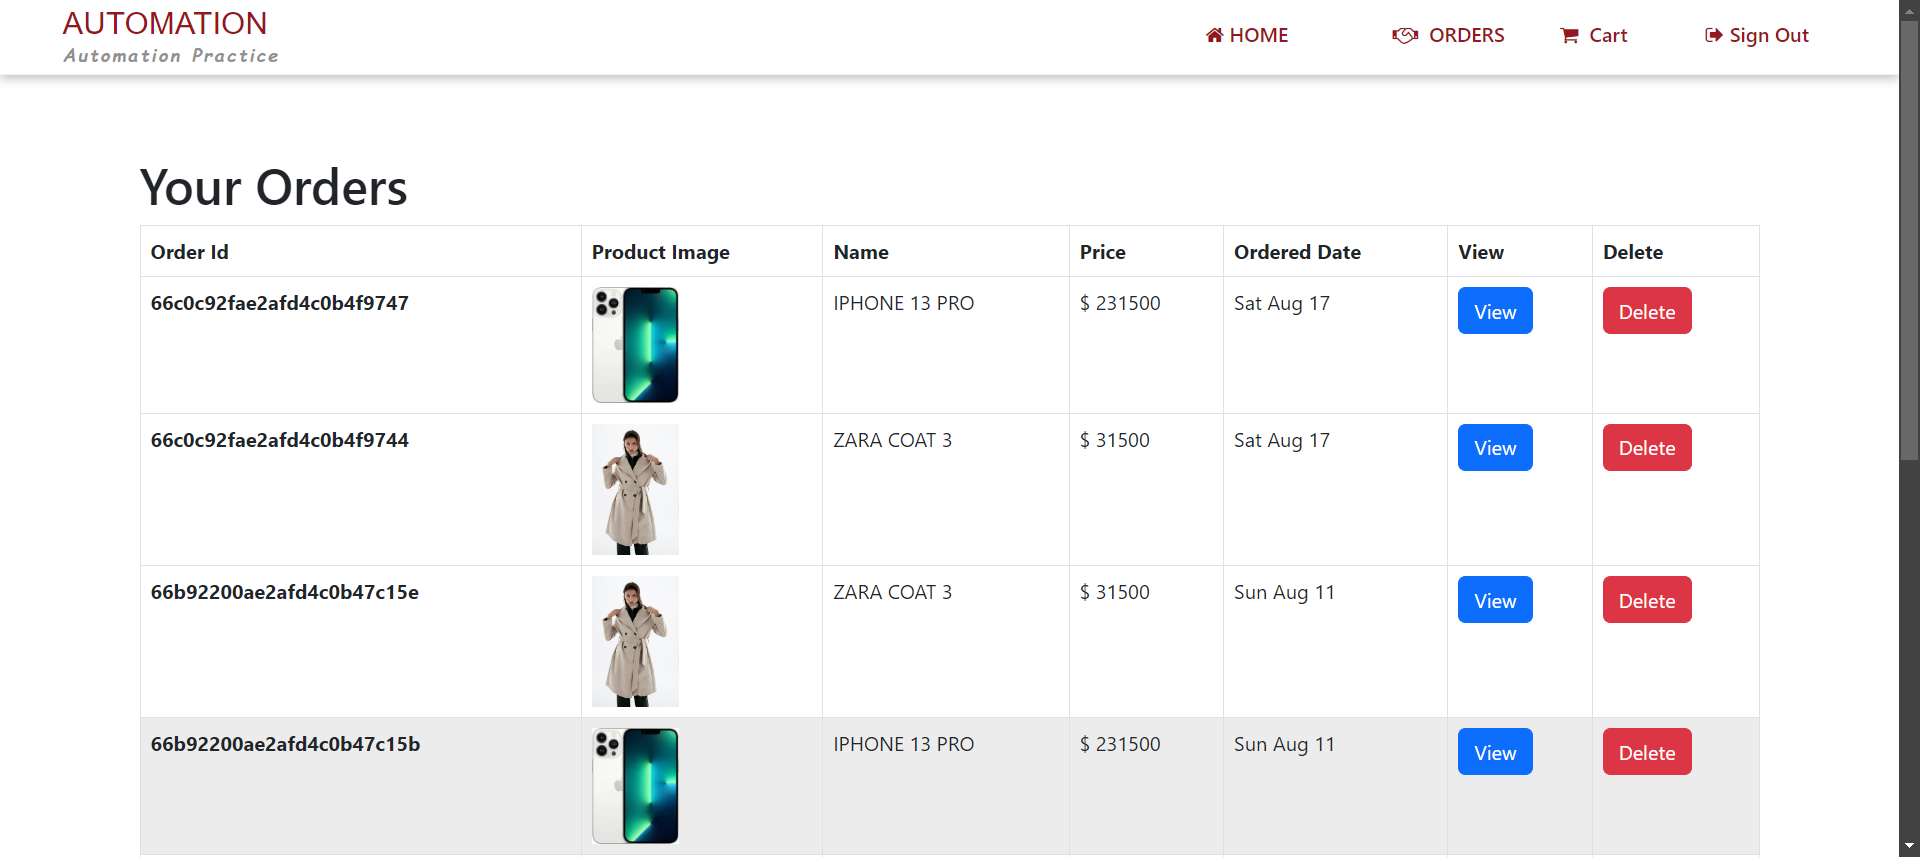 AUTOMATION
Automation Practice
HOME ORDERS Cart Sign Out
Your Orders
Order Id Product Image Name Price Ordered Date View Delete
66c0c92fae2afd4c0b4f9747 IPHONE 13 PRO $ 231500 Sat Aug 17 View Delete
66c0c92fae2afd4c0b4f9744 ZARA COAT 3 $ 31500 Sat Aug 17 View Delete
66b92200ae2afd4c0b47c15e ZARA COAT 3 $ 31500 Sun Aug 11 View Delete
66b92200ae2afd4c0b47c15b IPHONE 13 PRO $ 231500 Sun Aug 11 View Delete